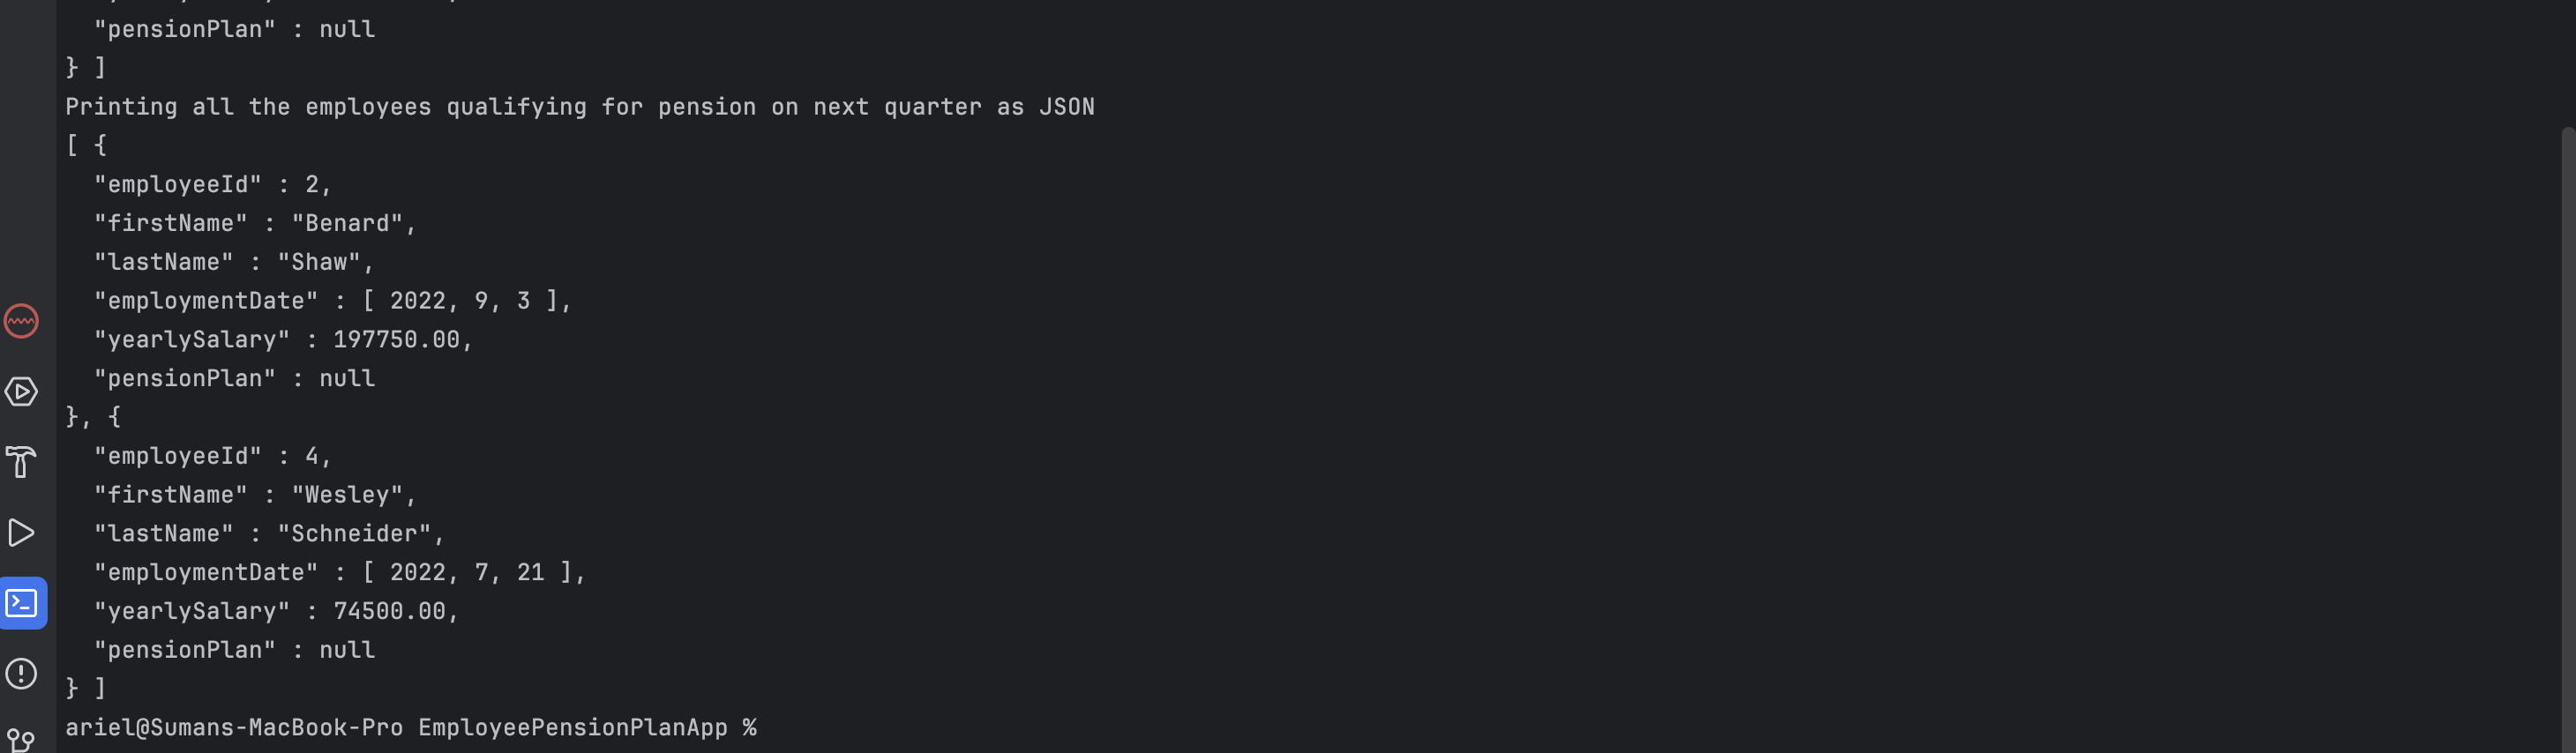 "pensionPlan" : null
} ]
Printing all the employees qualifying for pension on next quarter as JSON
[ {
"employeeId" : 2,
"firstName" : "Benard",
"lastName" : "Shaw",
"employmentDate" : [ 2022, 9, 3 ],
"yearlySalary" : 197750.00,
"pensionPlan" : null
}, {
"employeeId" : 4,
"firstName" : "Wesley",
"lastName" : "Schneider",
"employmentDate" : [ 2022, 7, 21 ],
"yearlySalary" : 74500.00,
"pensionPlan" : null
} ]
ariel@Sumans-MacBook-Pro EmployeePensionPlanApp %